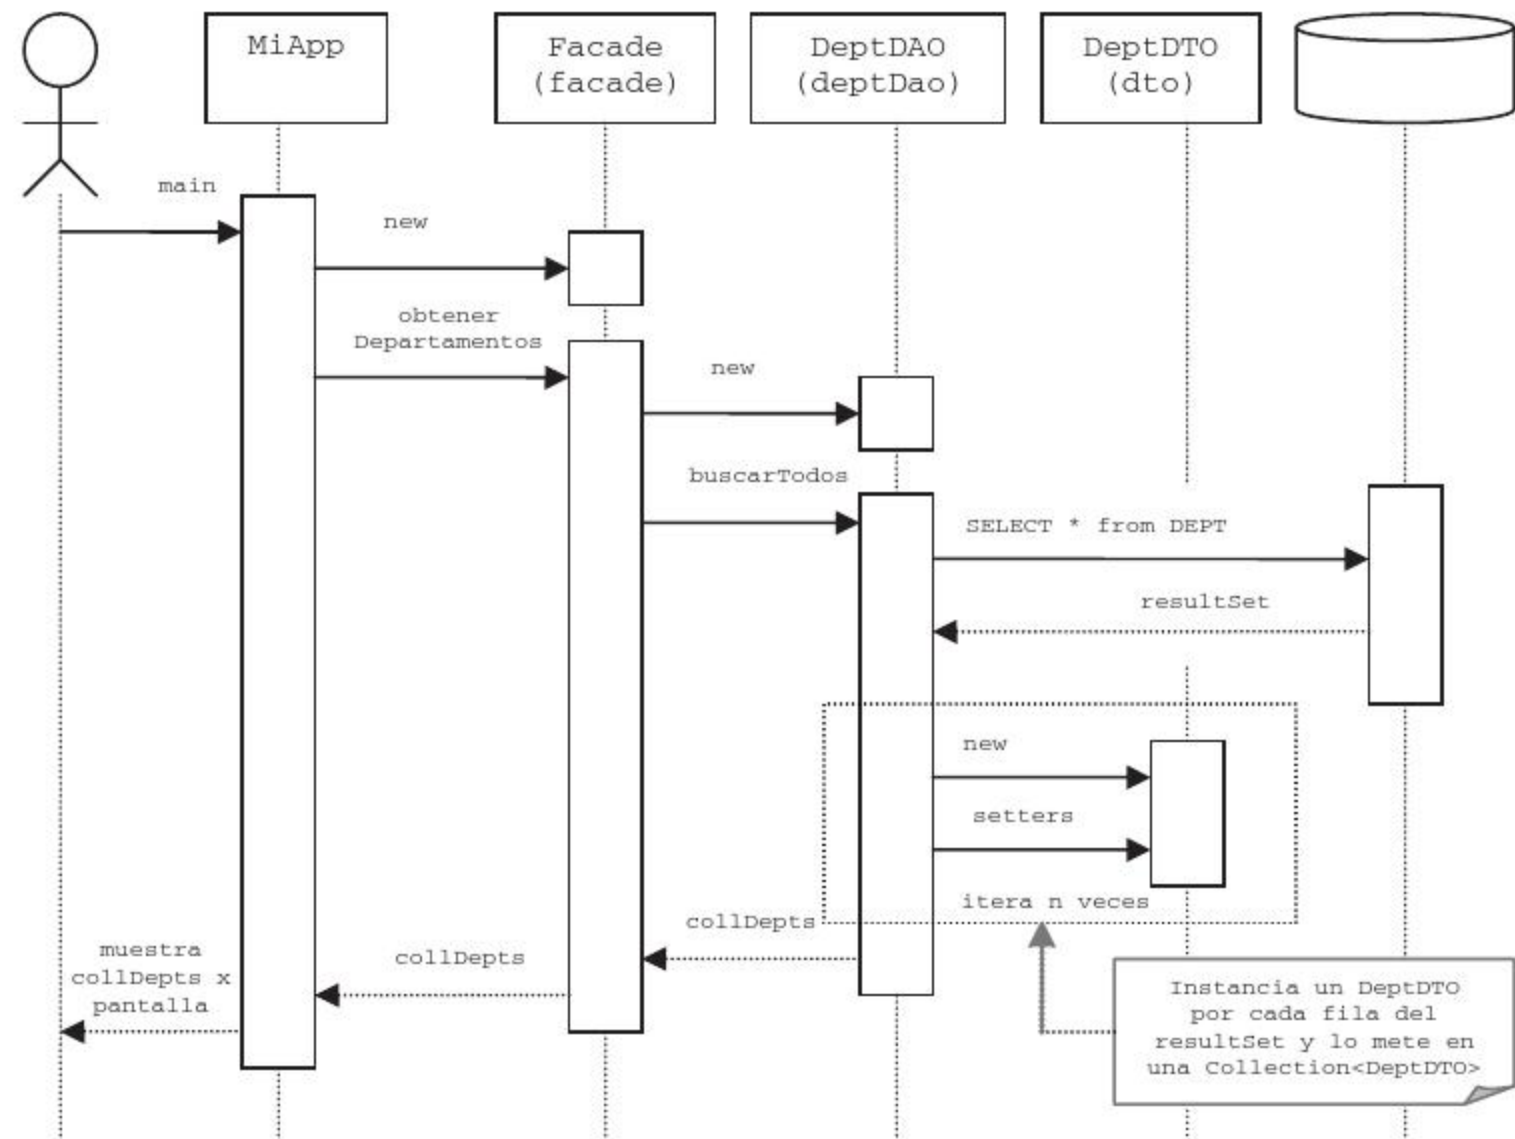 MiApp
Facade
(facade)
DeptDAO
(deptDao)
DeptDTO
(dto)
main
new
obtener
Departamentos
new
buscarTodos
SELECT * from DEPT
resultSet
new
setters
itera n veces
collDepts
collDepts
muestra
collDepts x
pantalla
Instancia un DeptDTO
por cada fila del
resultSet y lo mete en
una Collection<DeptDTO>